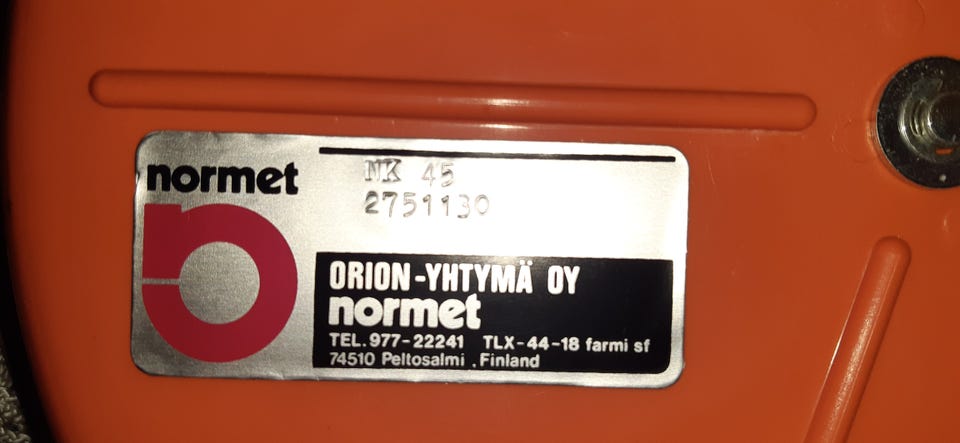 normet
NK 45
2751130
ORION-YHTYMÄ OY
normet
TEL. 977-22241 TLX-44-18 farmi sf
74510 Peltosalmi , Finland